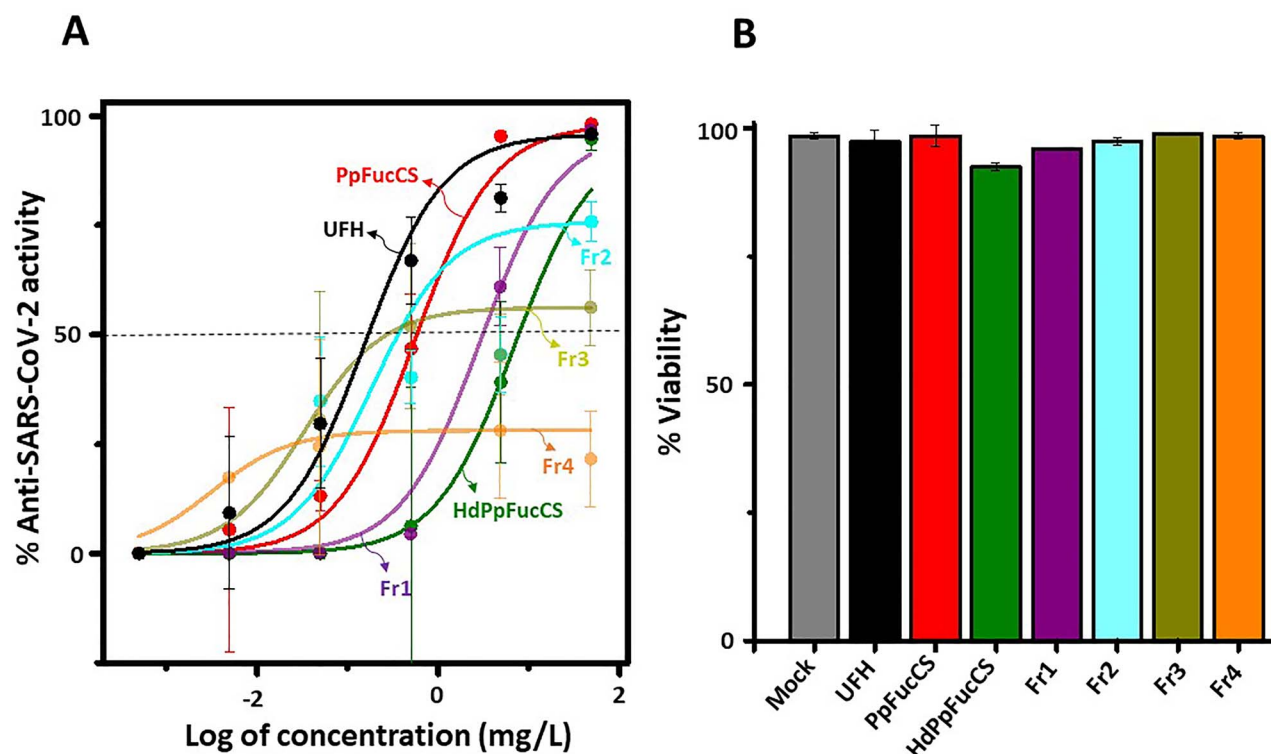 A
% Anti-SARS-CoV-2 activity
100
50
0
PpFucCS
UFH
Fr2
Fr3
Fr4
HdPpFucCS
Fr1
-2
0
2
Log of concentration (mg/L)
B
% Viability
100
50
0
Mock
UFH
PpFucCS
HdPpFucCS
Fr1
Fr2
Fr3
Fr4